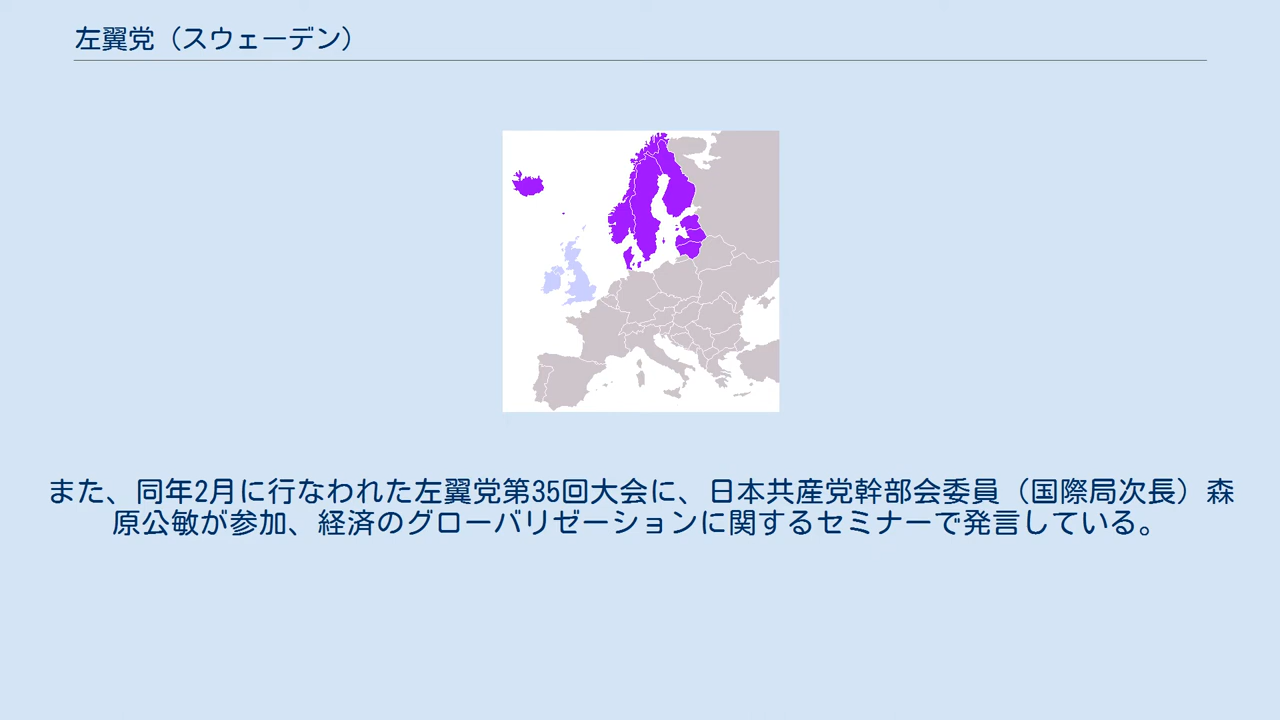 左翼党（スウェーデン）
また、同年2月に行なわれた左翼党第35回大会に、日本共産党幹部会委員（国際局次長）森
原公敏が参加、経済のグローバリゼーションに関するセミナーで発言している。